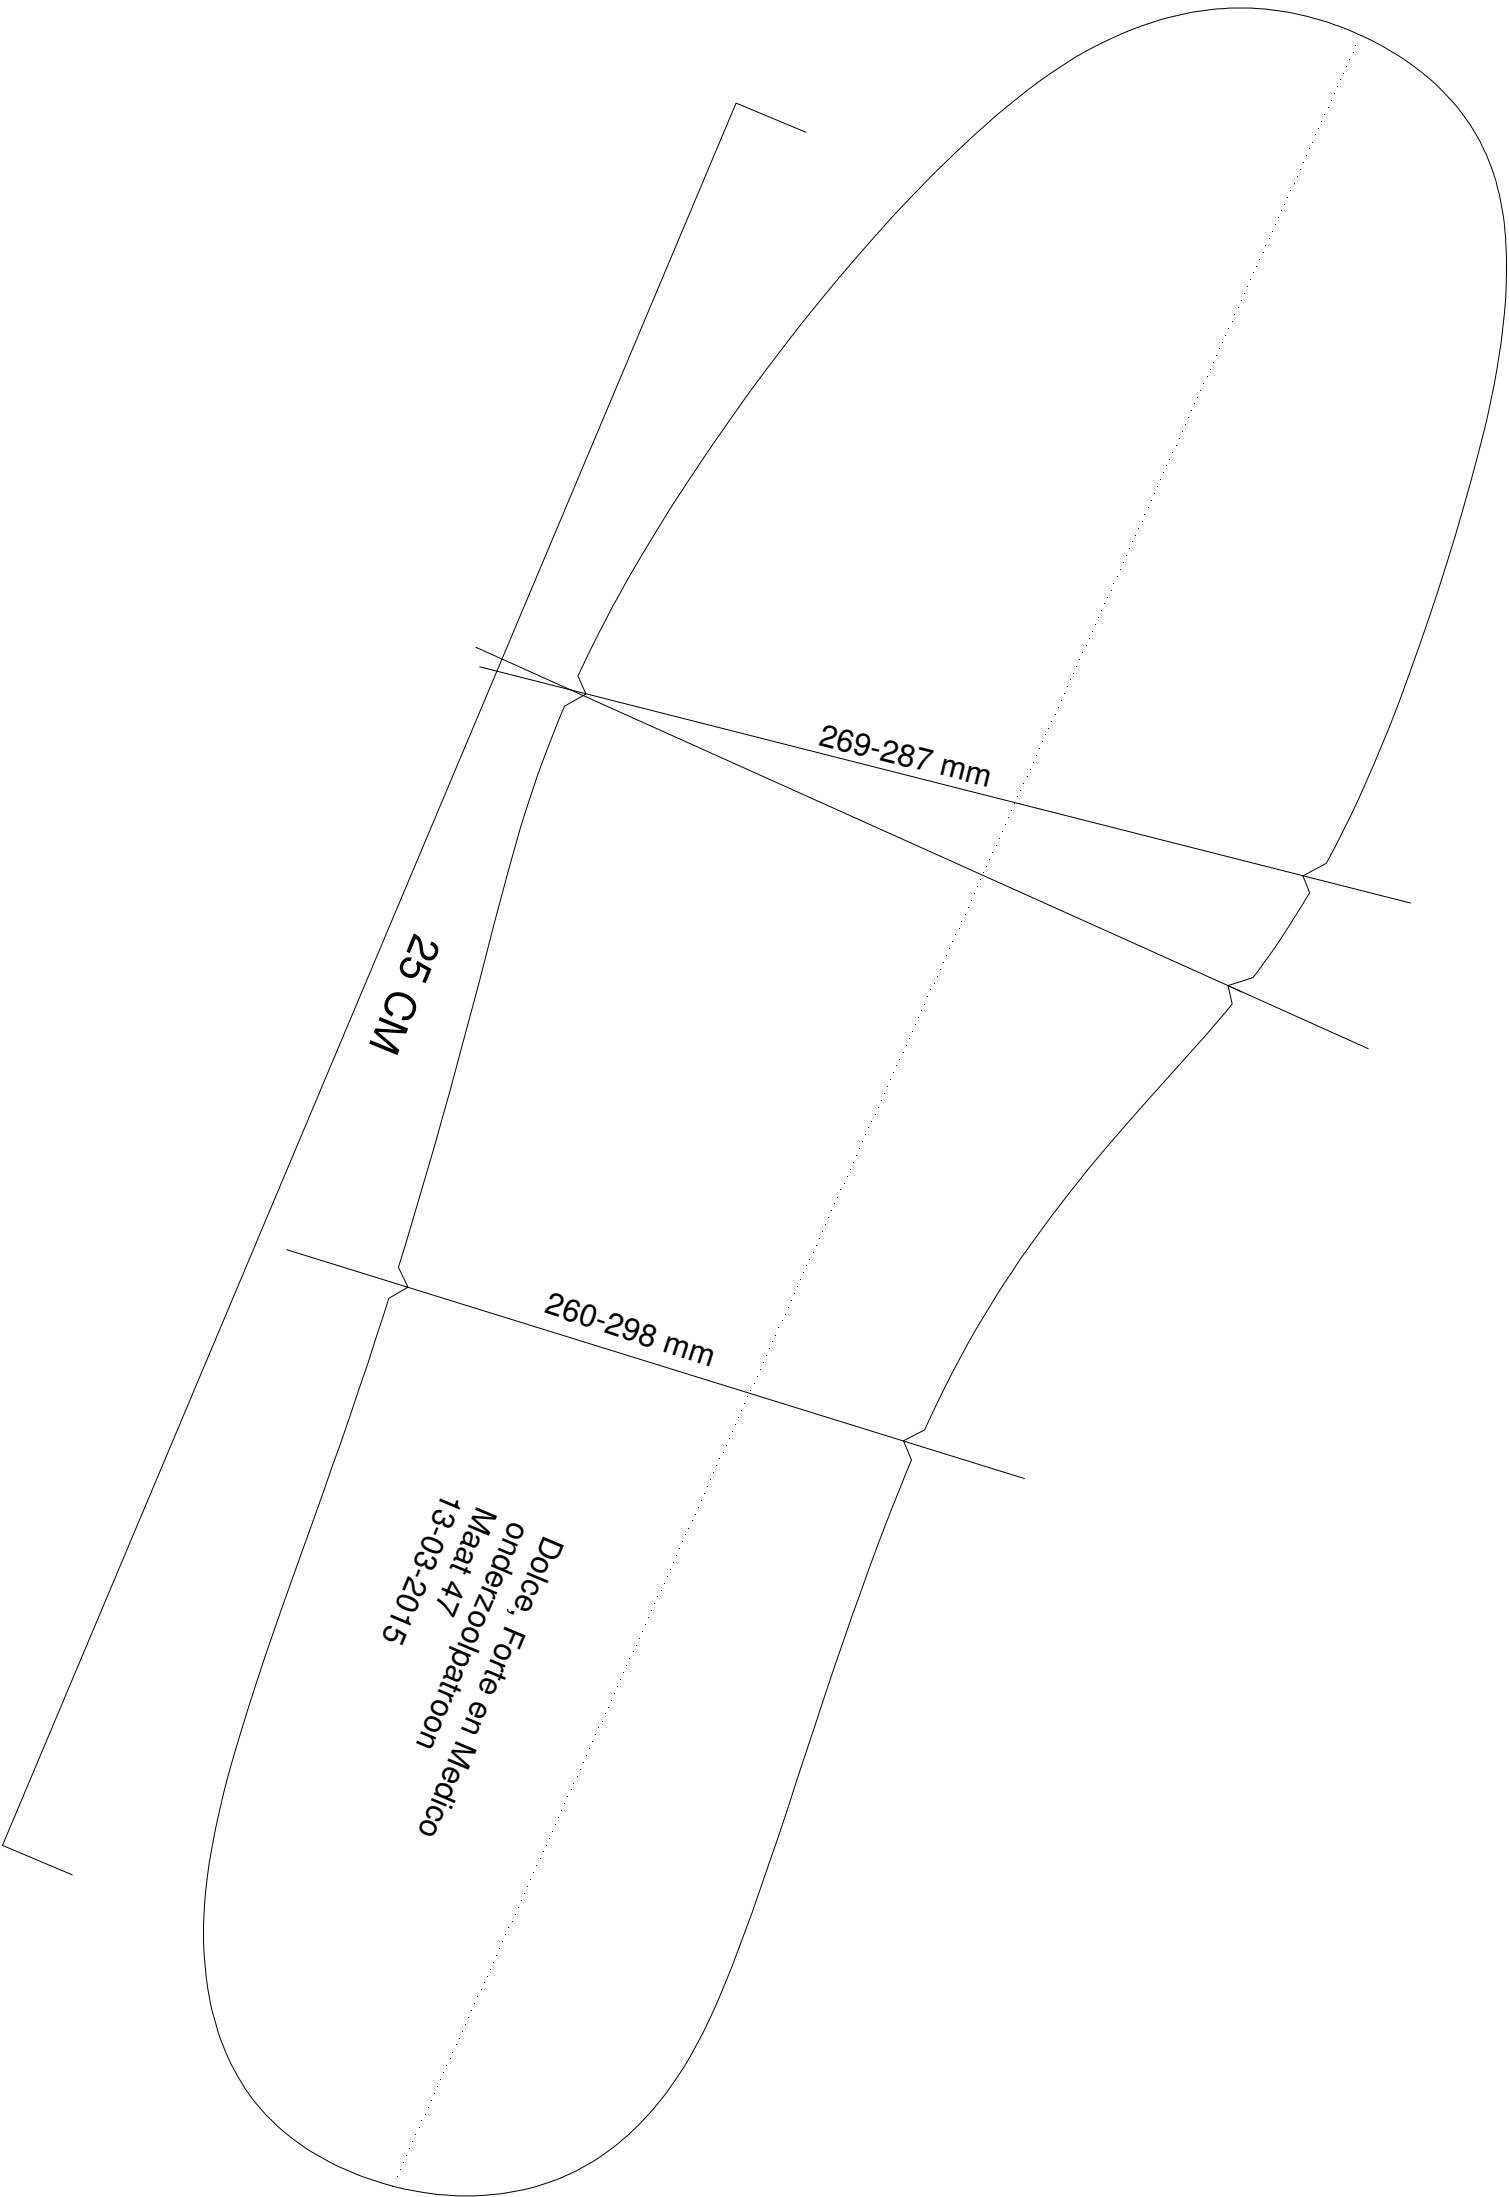 269-287 mm
25 CM
260-298 mm
Dolce, Forte en Medico
onderzoolpatroon
Maat 47
13-03-2015